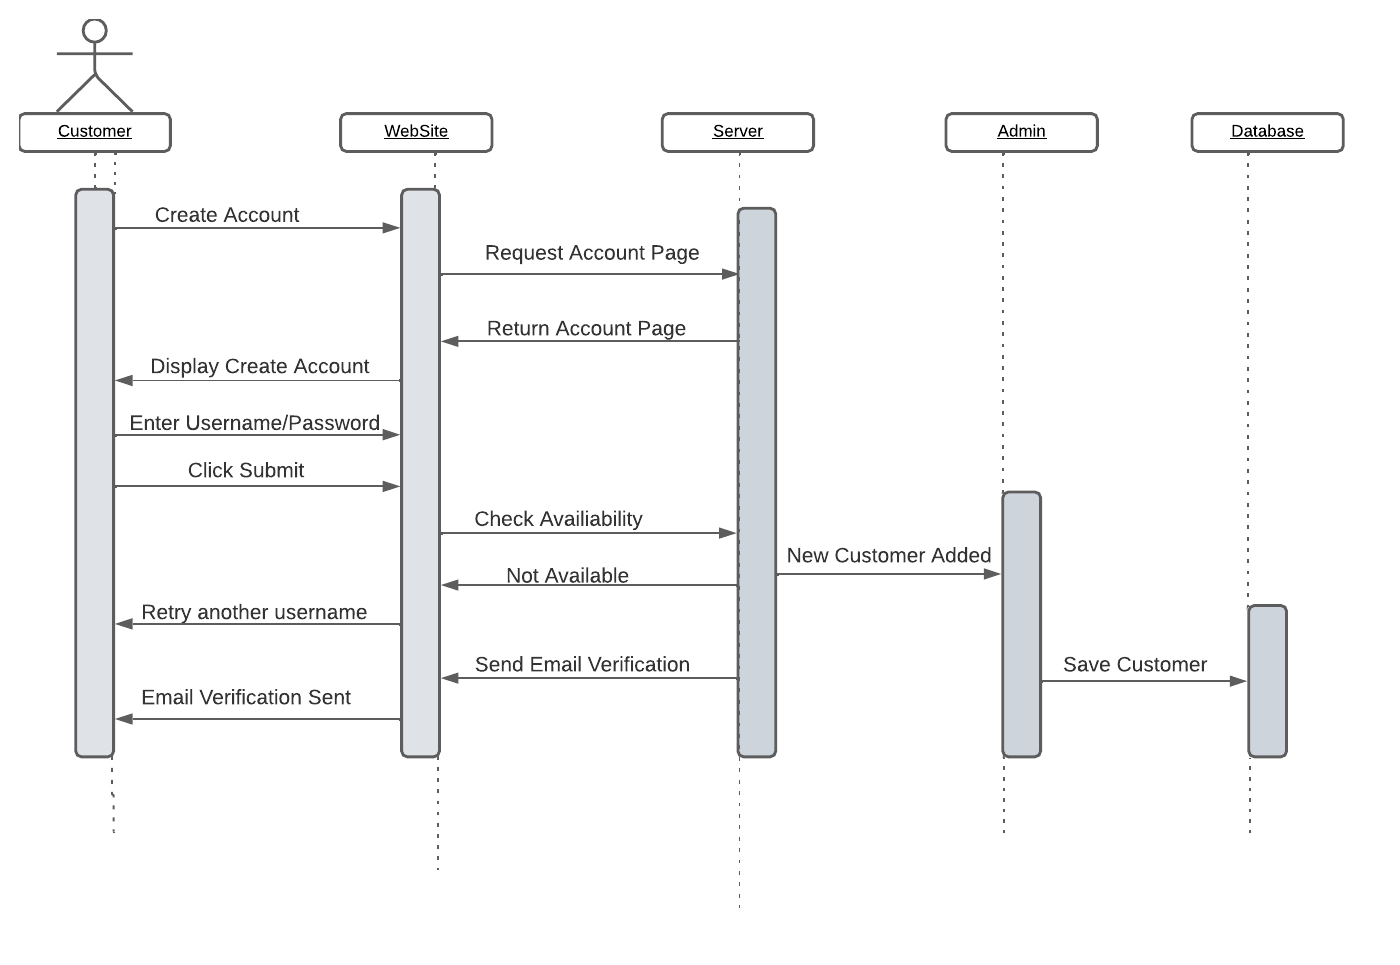 Customer
WebSite
Server
Admin
Database
Create Account
Request Account Page
Return Account Page
Display Create Account
Enter Username/Password
Click Submit
Check Availiability
New Customer Added
Not Available
Retry another username
Send Email Verification
Save Customer
Email Verification Sent